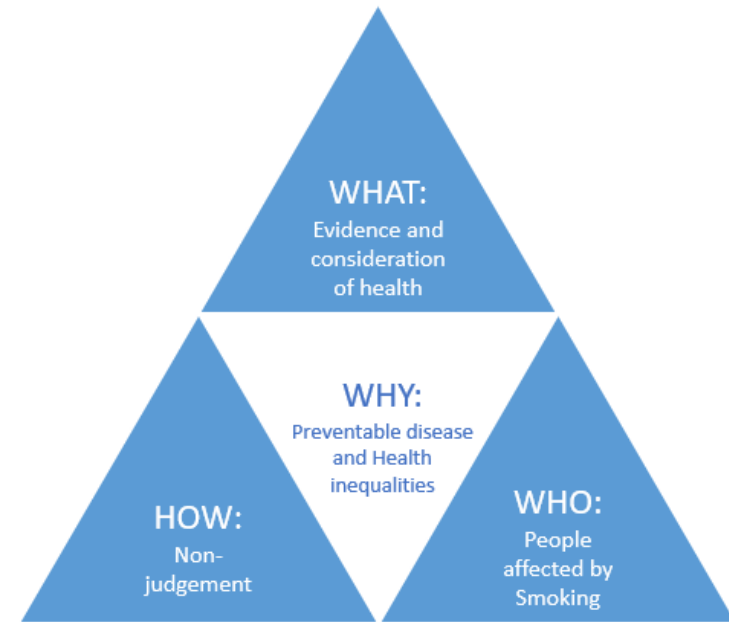 WHAT:
Evidence and
consideration
of health
WHY:
Preventable disease
and Health
inequalities
HOW:
Non-
judgement
WHO:
People
affected by
Smoking